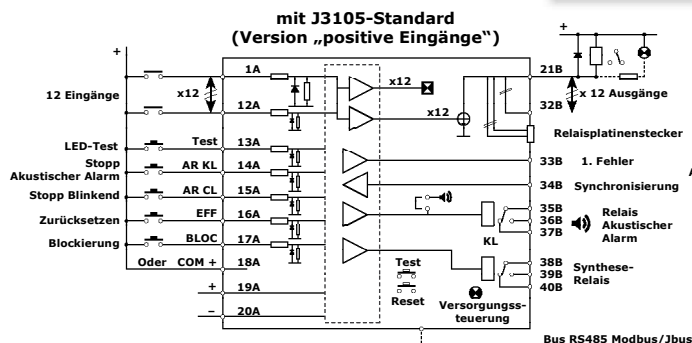 mit J3105-Standard
(Version „positive Eingänge“)
+
+
1A
21B
12 Eingänge
x12
x12
x 12 Ausgänge
12A
x12
32B
Relaisplatinenstecker
LED-Test
Test
13A
33B
1. Fehler
Stopp
Akustischer Alarm
AR KL
14A
34B
Synchronisierung
Stopp Blinkend
AR CL
15A
35B
36B
37B
Relais
Akustischer
Alarm
Zurücksetzen
EFF
16A
KL
Blockierung
BLOC
17A
Oder
COM +
18A
Test
38B
39B
40B
Synthese-
Relais
+
19A
Reset
Versorgungss-
teuerung
–
20A
Bus RS485 Modbus/Jbus